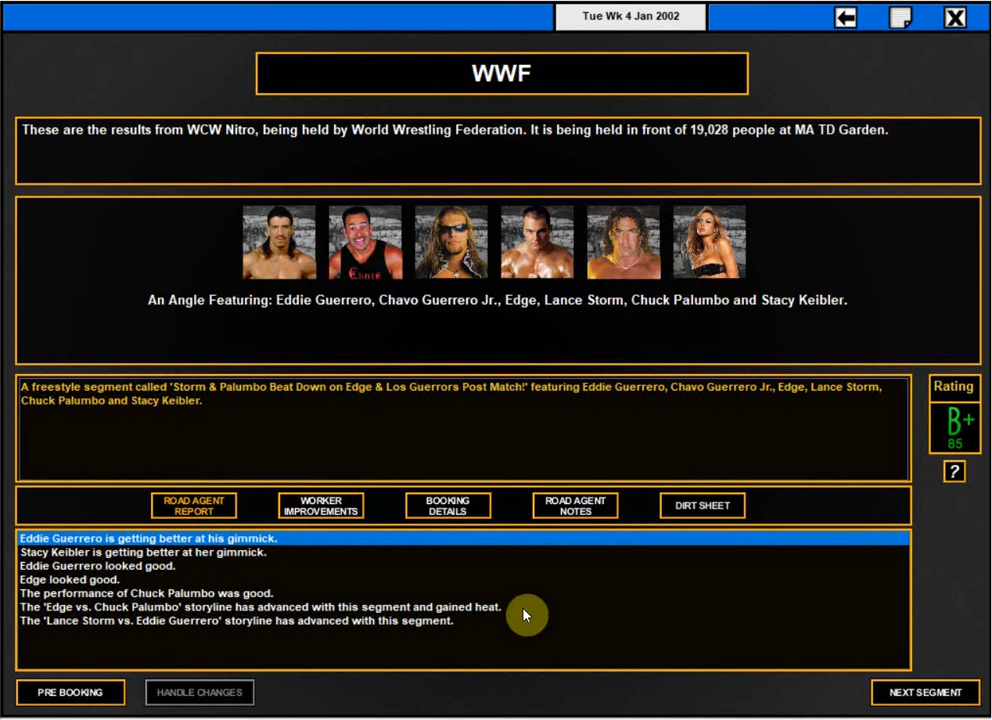 Tue Wk 4 Jan 2002
WWF
These are the results from WCW Nitro, being held by World Wrestling Federation. It is being held in front of 19,028 people at MA TD Garden.
An Angle Featuring: Eddie Guerrero, Chavo Guerrero Jr., Edge, Lance Storm, Chuck Palumbo and Stacy Keibler.
A freestyle segment called 'Storm & Palumbo Beat Down on Edge & Los Guerrors Post Match!' featuring Eddie Guerrero, Chavo Guerrero Jr., Edge, Lance Storm,
Chuck Palumbo and Stacy Keibler.
Rating
B+
85
?
ROAD AGENT
REPORT
WORKER
IMPROVEMENTS
BOOKING
DETAILS
ROAD AGENT
NOTES
DIRT SHEET
Eddie Guerrero is getting better at his gimmick.
Stacy Keibler is getting better at her gimmick.
Eddie Guerrero looked good.
Edge looked good.
The performance of Chuck Palumbo was good.
The 'Edge vs. Chuck Palumbo' storyline has advanced with this segment and gained heat.
The 'Lance Storm vs. Eddie Guerrero' storyline has advanced with this segment.
PRE BOOKING
HANDLE CHANGES
NEXT SEGMENT